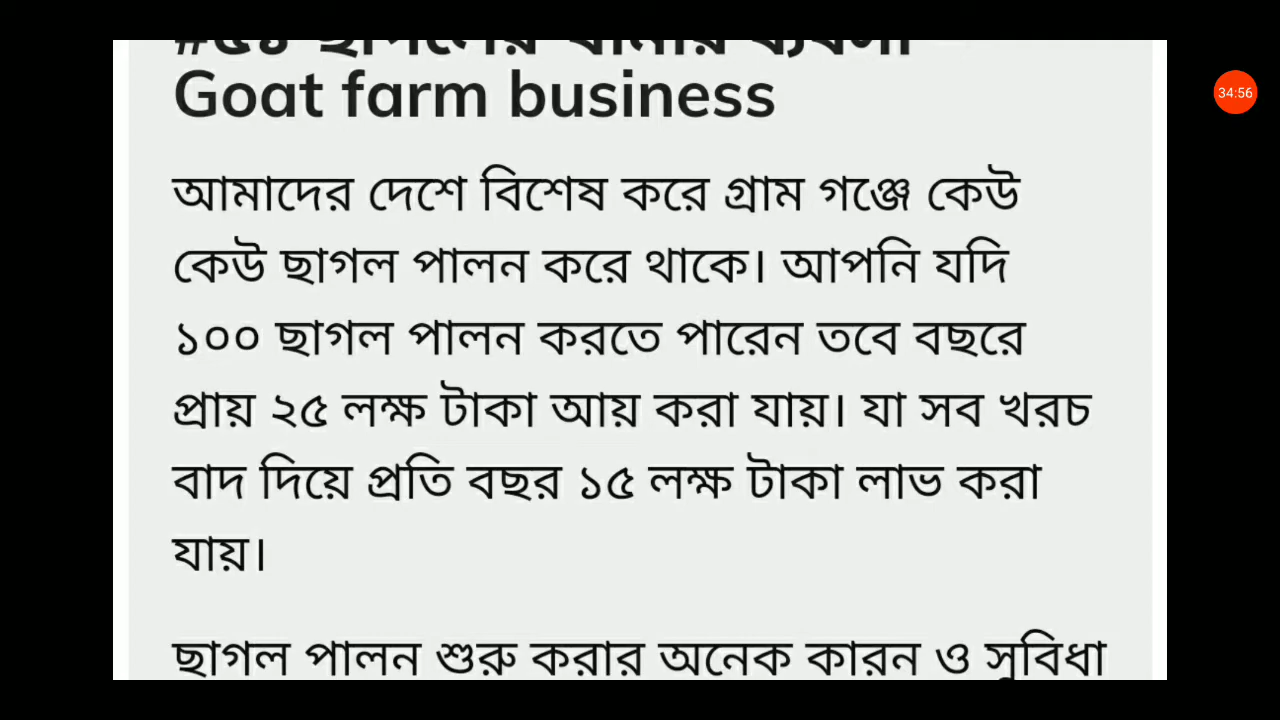 Goat farm business
34:56
আমাদের দেশে বিশেষ করে গ্রাম গঞ্জে কেউ
কেউ ছাগল পালন করে থাকে। আপনি যদি
১০০ ছাগল পালন করতে পারেন তবে বছরে
প্রায় ২৫ লক্ষ টাকা আয় করা যায়। যা সব খরচ
বাদ দিয়ে প্রতি বছর ১৫ লক্ষ টাকা লাভ করা
যায়।
ছাগল পালন শুরু করার অনেক কারন ও সুবিধা